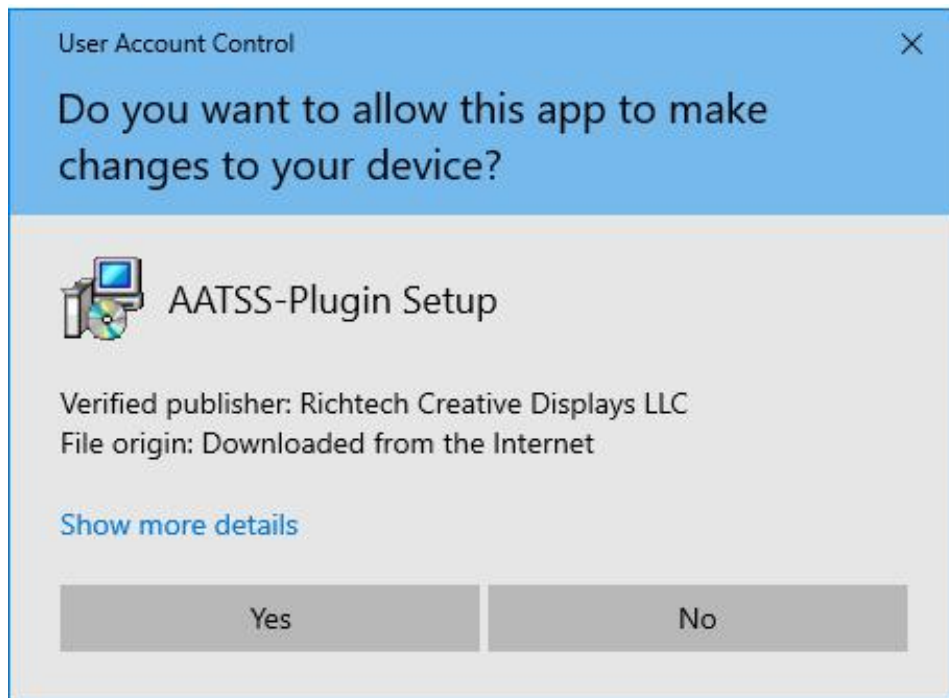 User Account Control
Do you want to allow this app to make
changes to your device?
AATSS-Plugin Setup
Verified publisher: Richtech Creative Displays LLC
File origin: Downloaded from the Internet
Show more details
Yes
No